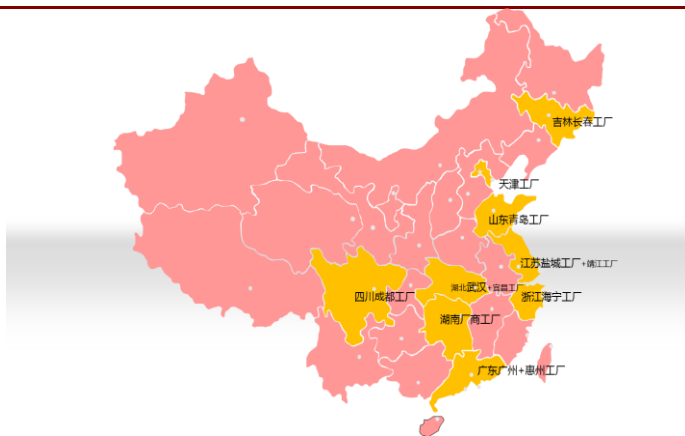 吉林长春工厂
天津工厂
山东青岛工厂
江苏盐城工厂+靖江工厂
湖北武汉+宜昌工厂
浙江海宁工厂
四川成都工厂
湖南厂商工厂
广东广州+惠州工厂